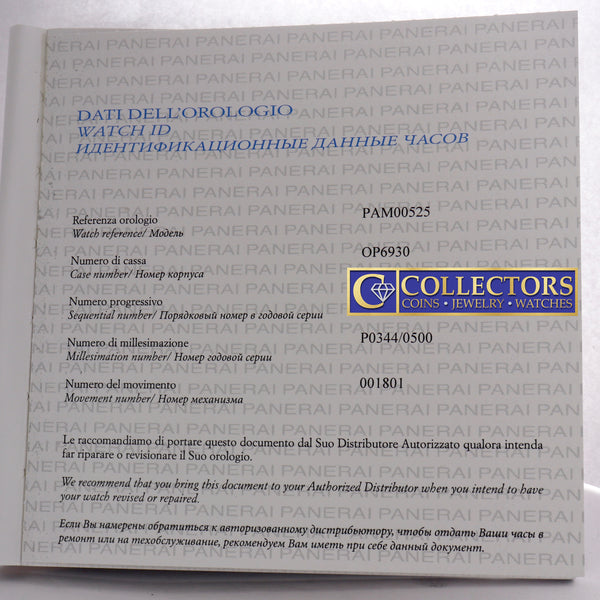 DATI DELL'OROLOGIO
WATCH ID
ИДЕНТИФИКАЦИОННЫЕ ДАННЫЕ ЧАСОВ
Referenza orologio PAM00525
Watch reference/ Модель
Numero di cassa OP6930
Case number/ Номер корпуса
COLLECTORS
COINS • JEWELRY • WATCHES
Numero progressivo
Sequential number/ Порядковый номер в годовой серии
Numero di millesimazione P0344/0500
Millesimation number/ Номер годовой серии
Numero del movimento 001801
Movement number/ Номер механизма
Le raccomandiamo di portare questo documento dal Suo Distributore Autorizzato qualora intenda
far riparare o revisionare il Suo orologio.
We recommend that you bring this document to your Authorized Distributor when you intend to have
your watch revised or repaired.
Если Вы намерены обратиться к авторизованному дистрибьютору, чтобы отдать Ваши часы в
ремонт или на техобслуживание, рекомендуем Вам иметь при себе данный документ.